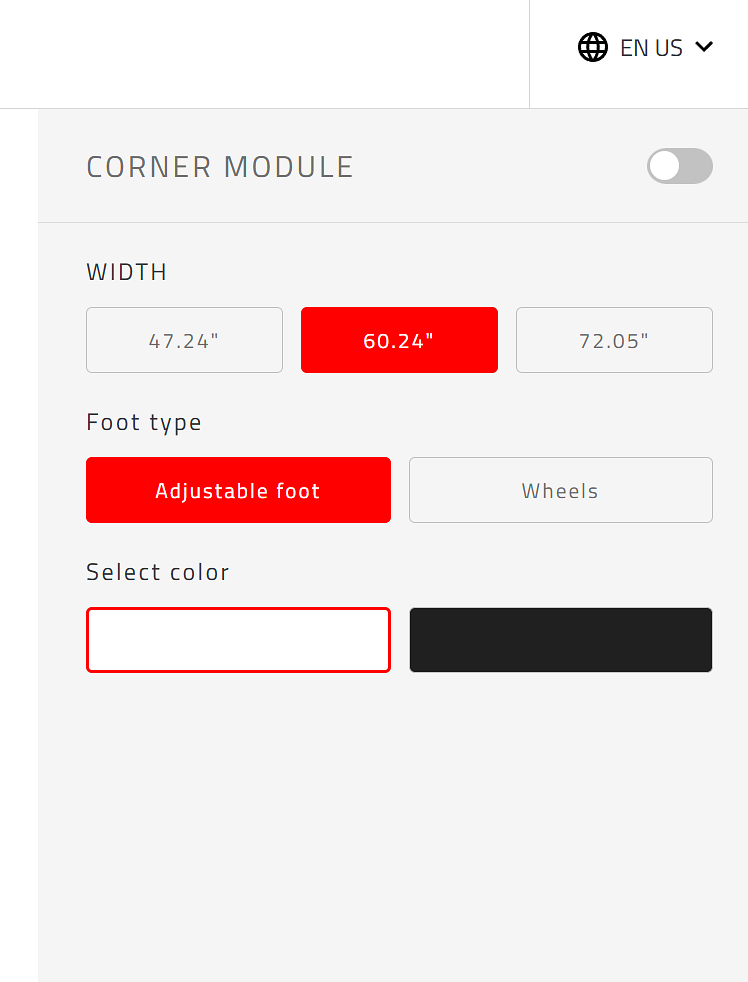 EN US
CORNER MODULE
WIDTH
47.24" 60.24" 72.05"
Foot type
Adjustable foot Wheels
Select color